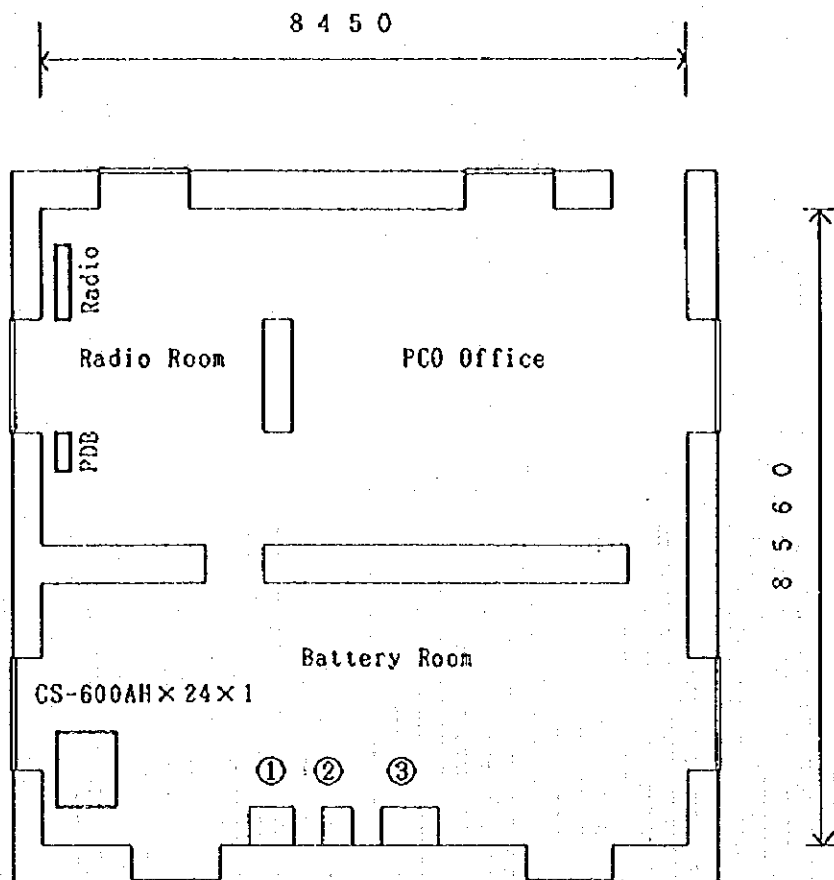 8450
Radio
Radio Room
PCO Office
PDB
8560
Battery Room
CS-600AH×24×1
① ② ③